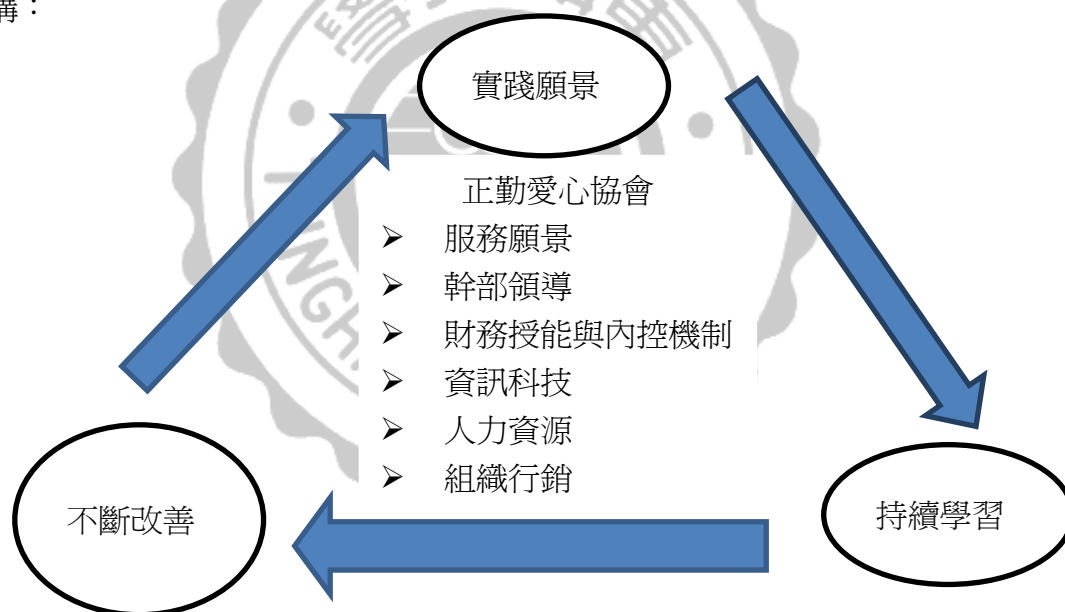 構：
實踐願景
正勤愛心協會
➢ 服務願景
➢ 幹部領導
➢ 財務授能與內控機制
➢ 資訊科技
➢ 人力資源
➢ 組織行銷
不斷改善
持續學習